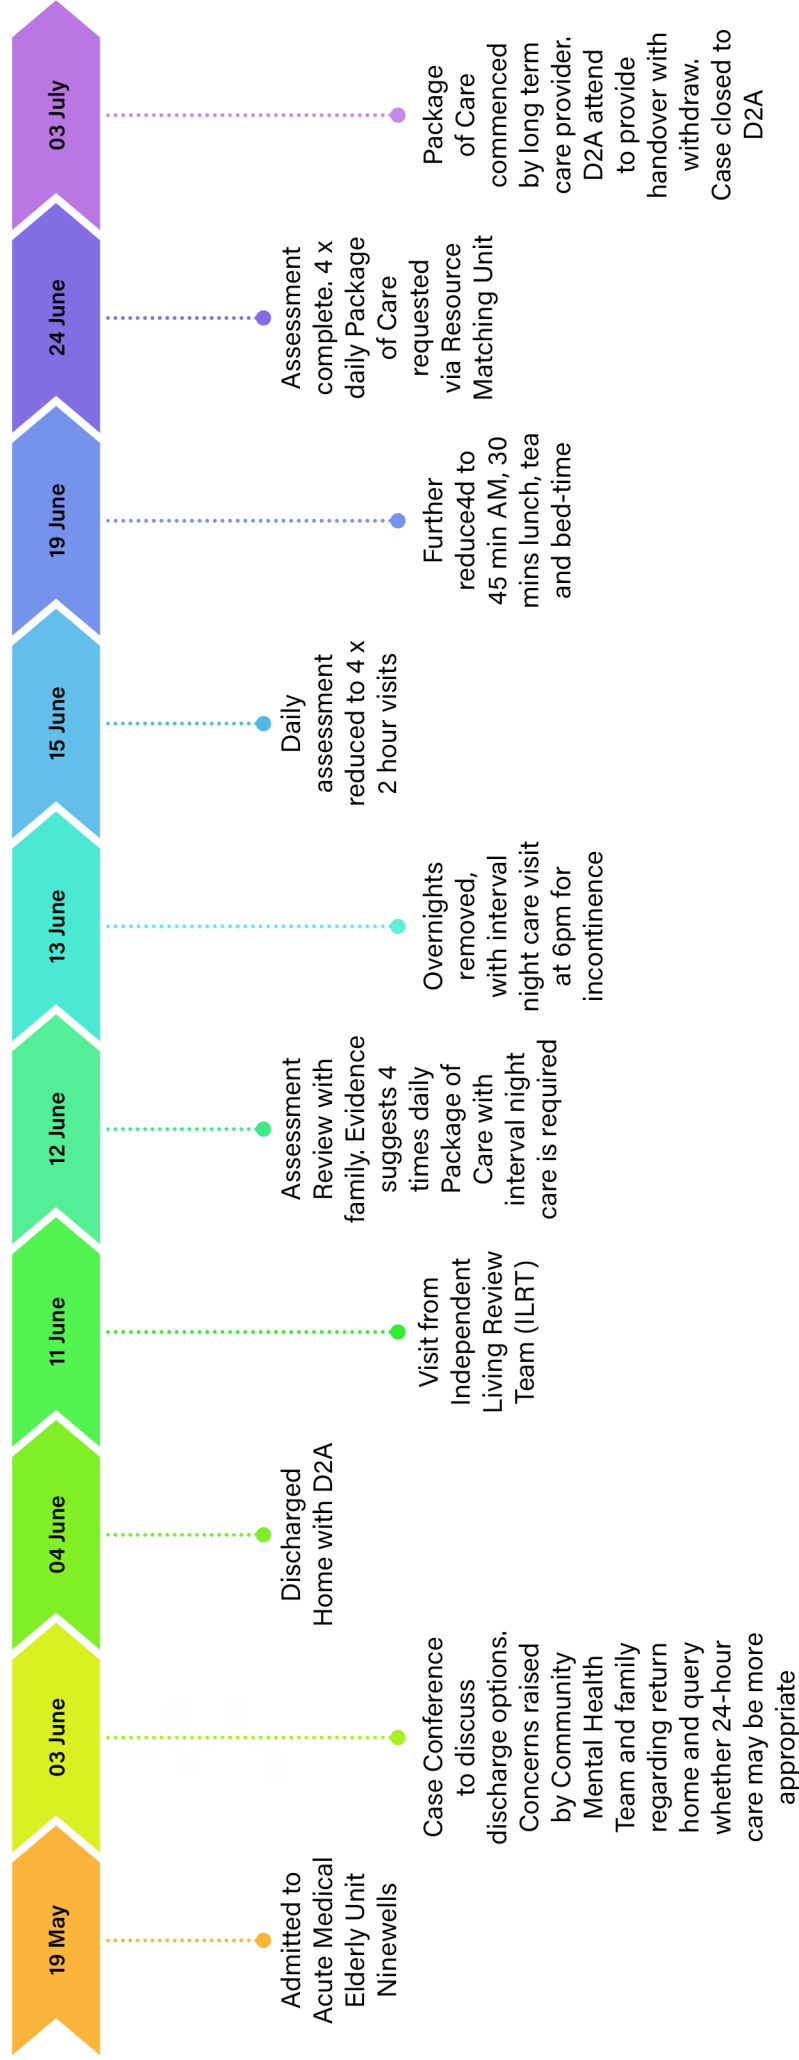 19 May
Admitted to
Acute Medical
Elderly Unit
Ninewells
03 June
Case Conference
to discuss
discharge options.
Concerns raised
by Community
Mental Health
Team and family
regarding return
home and query
whether 24-hour
care may be more
appropriate
04 June
Discharged
Home with D2A
11 June
Visit from
Independent
Living Review
Team (ILRT)
12 June
Assessment
Review with
family. Evidence
suggests 4
times daily
Package of
Care with
interval night
care is required
13 June
Overnights
removed,
with interval
night care visit
at 6pm for
incontinence
15 June
Daily
assessment
reduced to 4 x
2 hour visits
19 June
Further
reduce4d to
45 min AM, 30
mins lunch, tea
and bed-time
24 June
Assessment
complete. 4 x
daily Package
of Care
requested
via Resource
Matching Unit
03 July
Package
of Care
commenced
by long term
care provider.
D2A attend
to provide
handover with
withdraw.
Case closed to
D2A